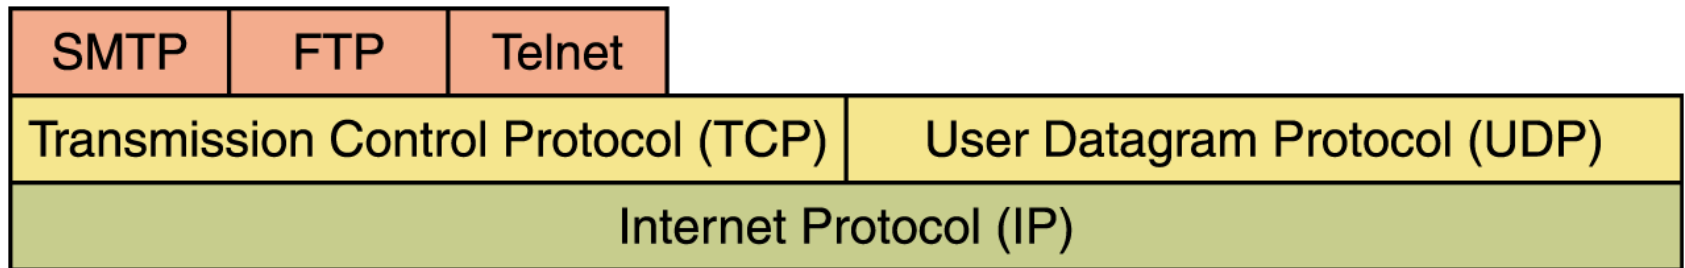 SMTP FTP Telnet
Transmission Control Protocol (TCP) User Datagram Protocol (UDP)
Internet Protocol (IP)